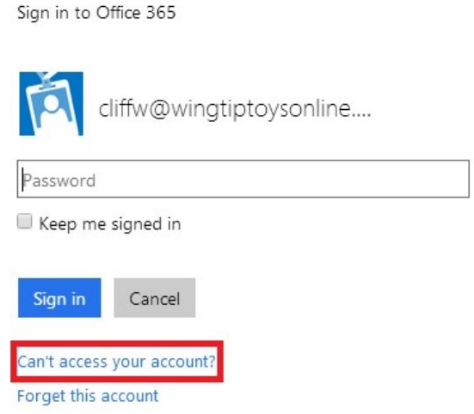 Sign in to Office 365
cliffw@wingtiptoysonline....
Password
Keep me signed in
Sign in Cancel
Can't access your account?
Forget this account